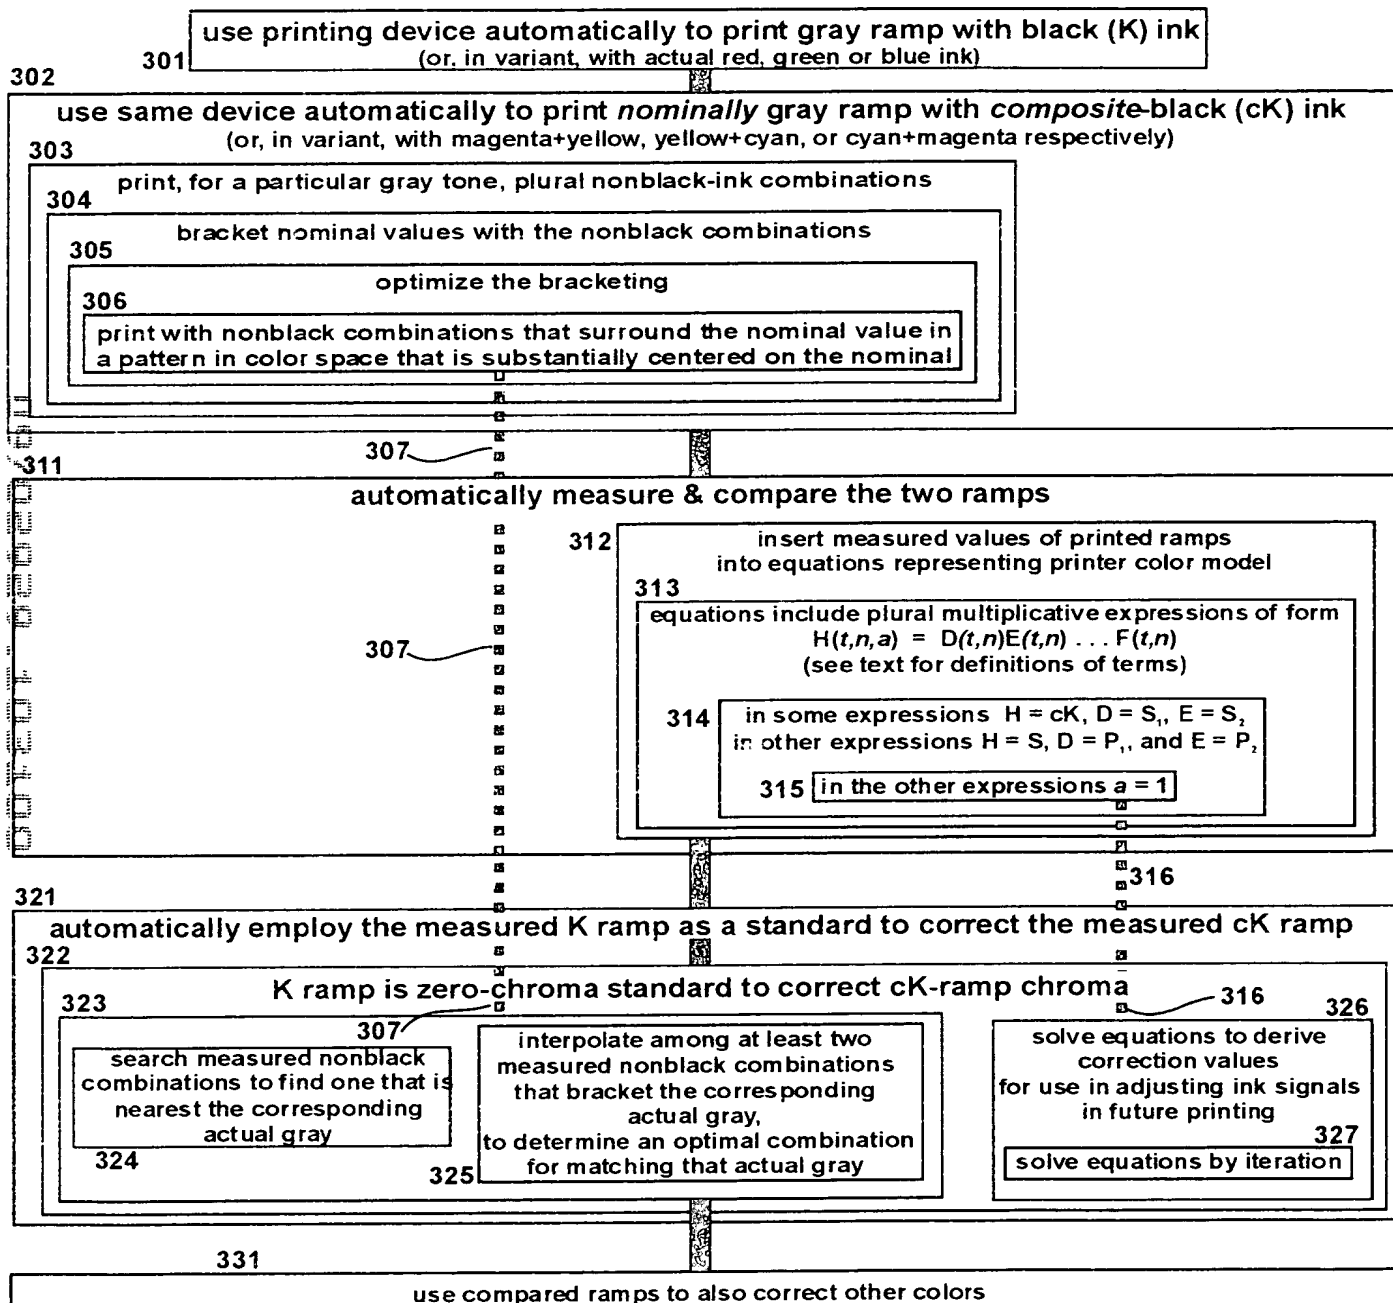 use printing device automatically to print gray ramp with black (K) ink
(or, in variant, with actual red, green or blue ink)
301
302
use same device automatically to print nominally gray ramp with composite-black (cK) ink
(or, in variant, with magenta+yellow, yellow+cyan, or cyan+magenta respectively)
303
print, for a particular gray tone, plural nonblack-ink combinations
304
bracket nominal values with the nonblack combinations
305
optimize the bracketing
306
print with nonblack combinations that surround the nominal value in
a pattern in color space that is substantially centered on the nominal
307
311
automatically measure & compare the two ramps
312
insert measured values of printed ramps
into equations representing printer color model
313
equations include plural multiplicative expressions of form
H(t,n,a) = D(t,n)E(t,n) . . . F(t,n)
(see text for definitions of terms)
307
314
in some expressions H = cK, D = S₁, E = S₂
in other expressions H = S, D = P₁, and E = P₂
315
in the other expressions a = 1
316
321
automatically employ the measured K ramp as a standard to correct the measured cK ramp
322
K ramp is zero-chroma standard to correct cK-ramp chroma
323
307
316
326
search measured nonblack
combinations to find one that is
nearest the corresponding
actual gray
324
interpolate among at least two
measured nonblack combinations
that bracket the corresponding
actual gray,
to determine an optimal combination
for matching that actual gray
325
solve equations to derive
correction values
for use in adjusting ink signals
in future printing
327
solve equations by iteration
331
use compared ramps to also correct other colors